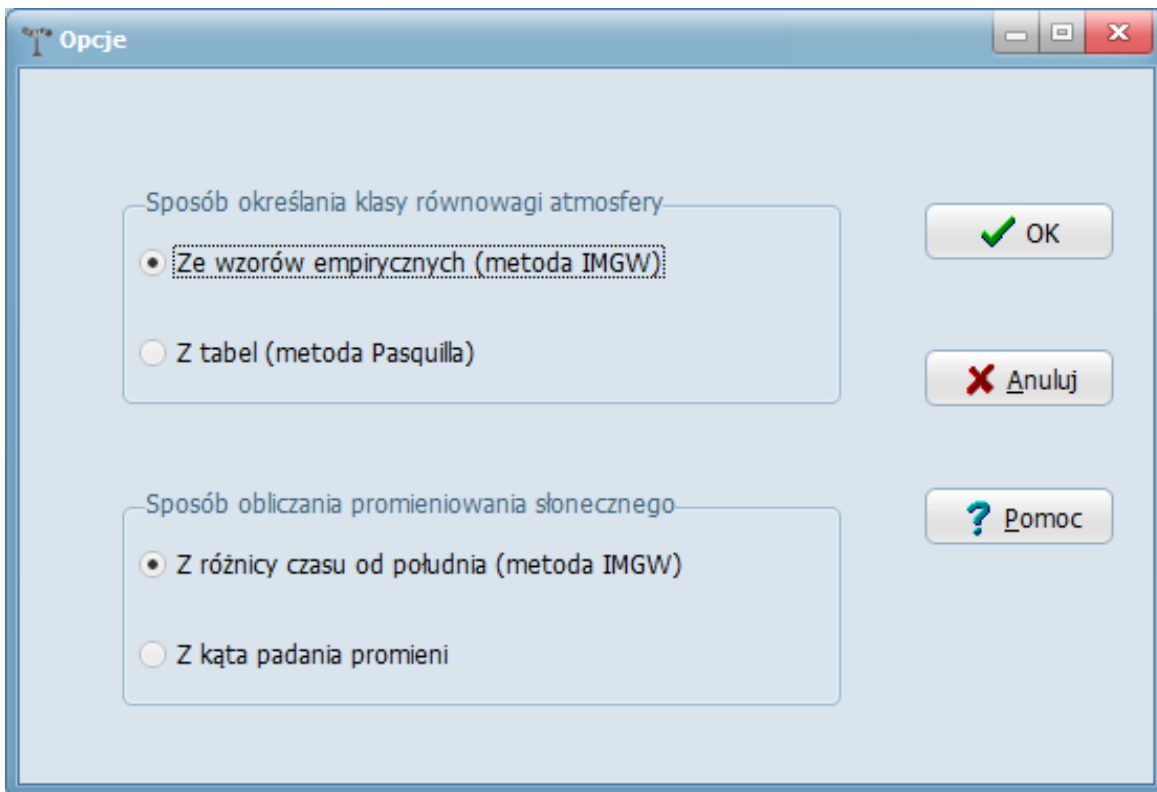 Opcje
Sposób określania klasy równowagi atmosfery
Ze wzorów empirycznych (metoda IMGW)
Z tabel (metoda Pasquilla)
OK
Anuluj
Sposób obliczania promieniowania słonecznego
Z różnicy czasu od południa (metoda IMGW)
Z kąta padania promieni
Pomoc